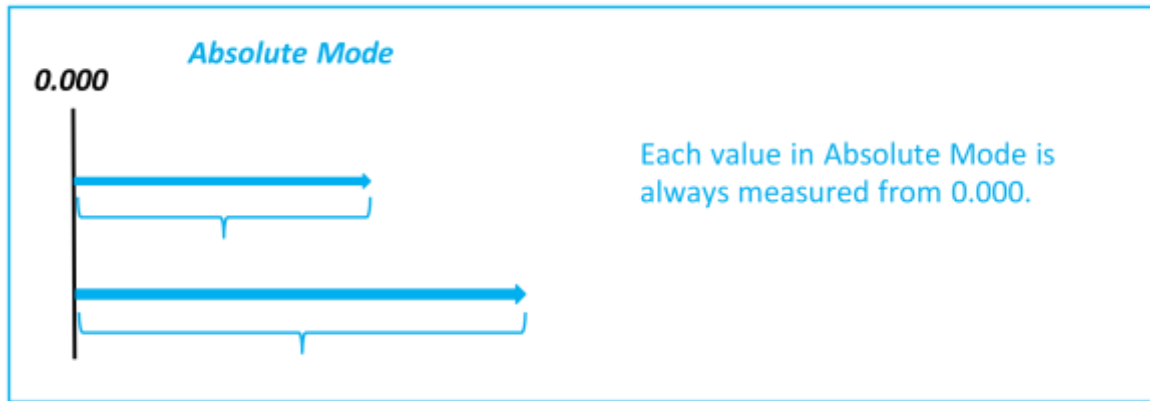 Absolute Mode
0.000
Each value in Absolute Mode is
always measured from 0.000.